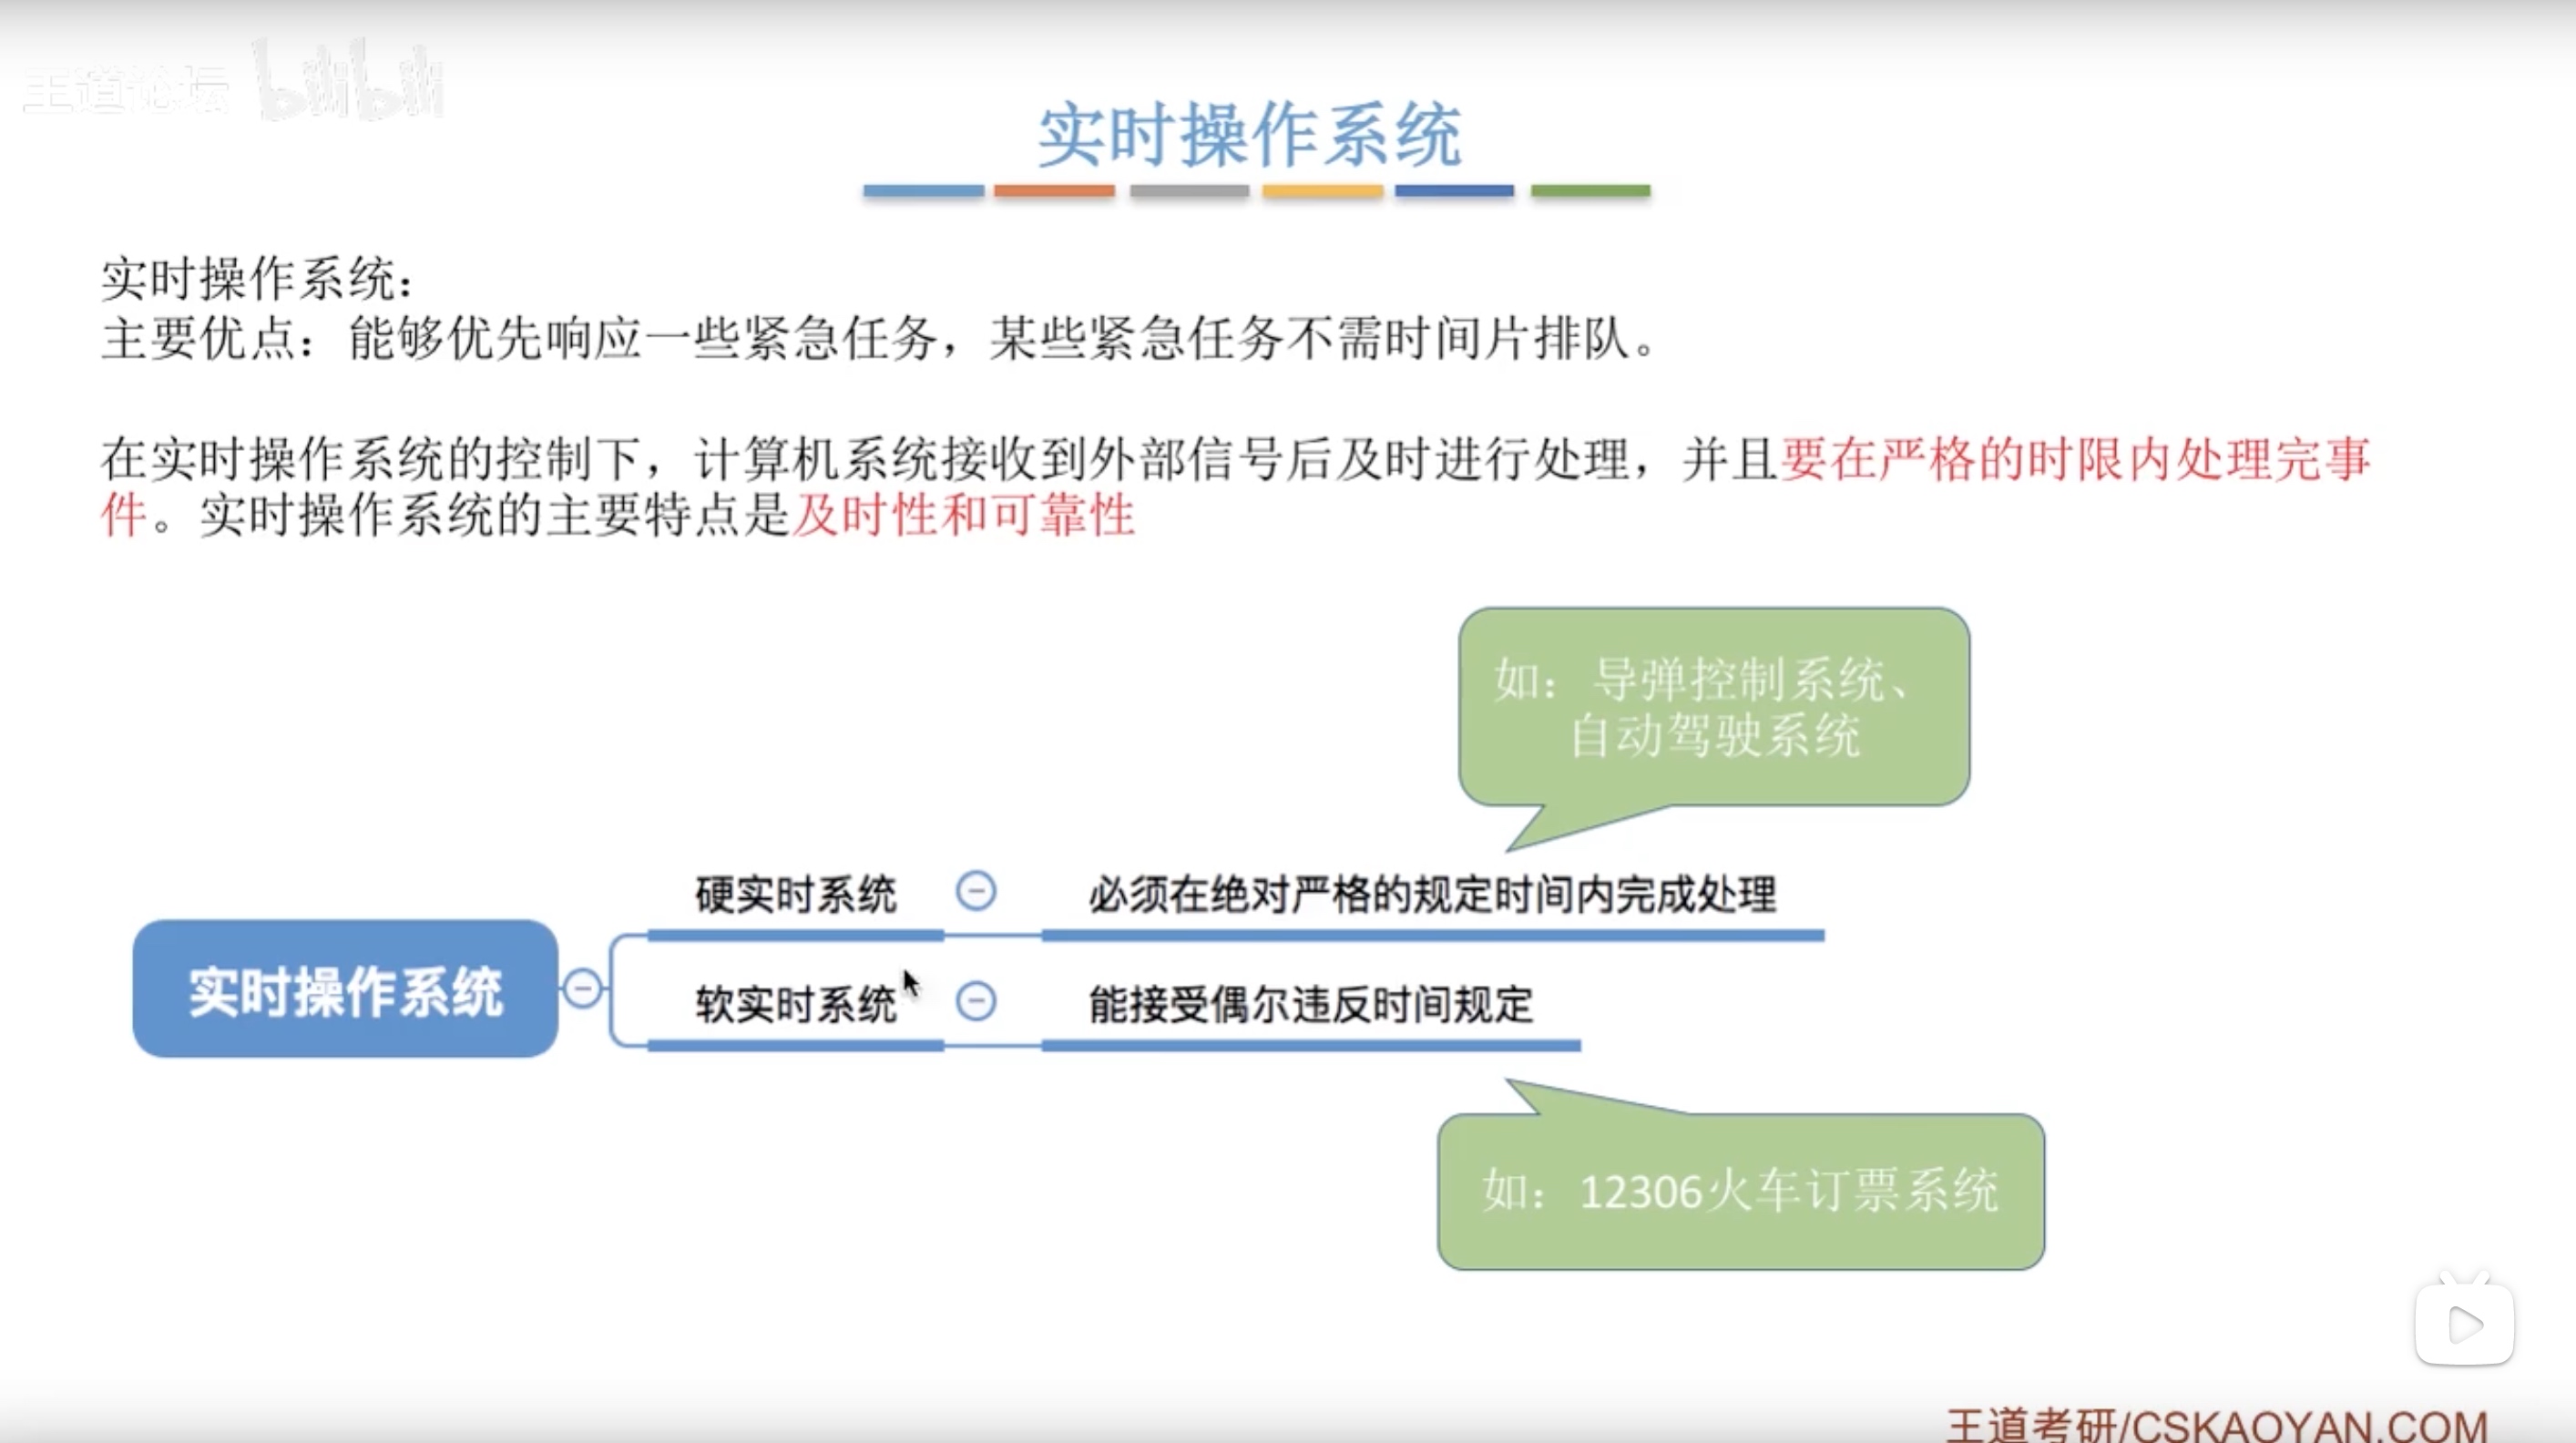 王道论坛 bilibili
实时操作系统
实时操作系统：
主要优点：能够优先响应一些紧急任务，某些紧急任务不需时间片排队。
在实时操作系统的控制下，计算机系统接收到外部信号后及时进行处理，并且要在严格的时限内处理完事
件。实时操作系统的主要特点是及时性和可靠性
如：导弹控制系统、
自动驾驶系统
硬实时系统
必须在绝对严格的规定时间内完成处理
实时操作系统
软实时系统
能接受偶尔违反时间规定
如：12306火车订票系统
王道考研/CSKAOYAN.COM